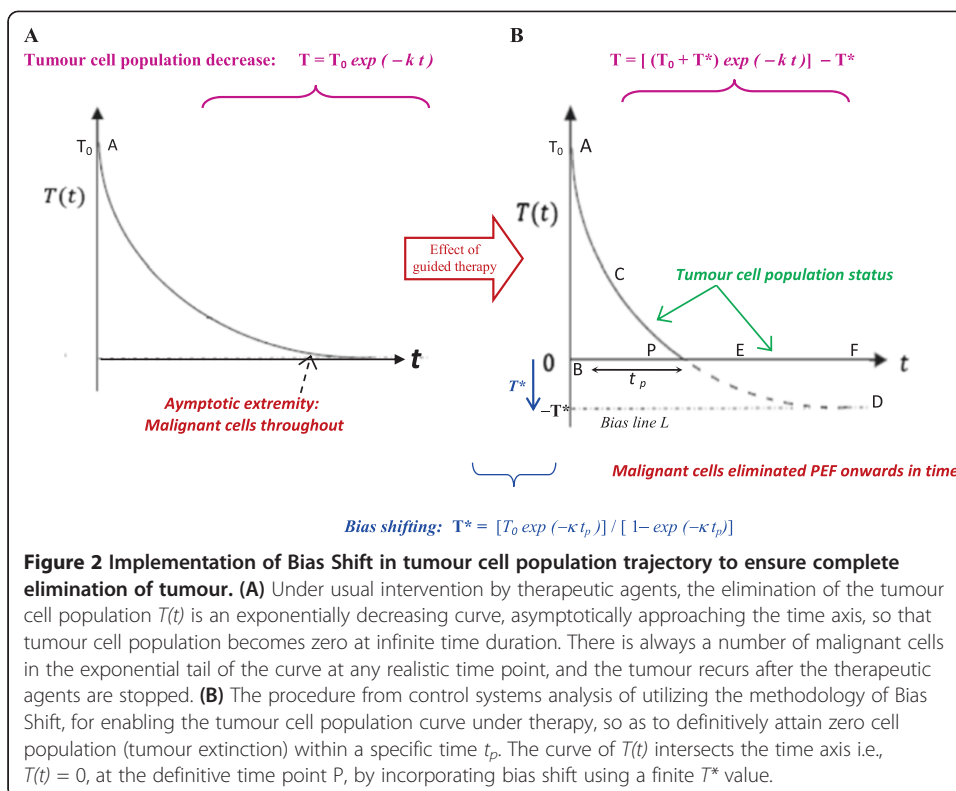 A
Tumour cell population decrease: T = T₀ exp ( – k t )
T₀ A
T(t)
t
Aymptotic extremity:
Malignant cells throughout
Effect of
guided therapy
B
T = [ (T₀ + T*) exp ( – k t )] – T*
T₀ A
T(t)
C
Tumour cell population status
P E F
0 t
B
t p
T*
–T* D
Bias line L
Malignant cells eliminated PEF onwards in time
Bias shifting: T* = [T₀ exp (–κ tₚ )] / [ 1– exp (–κ tₚ)]
Figure 2 Implementation of Bias Shift in tumour cell population trajectory to ensure complete
elimination of tumour. (A) Under usual intervention by therapeutic agents, the elimination of the tumour
cell population T(t) is an exponentially decreasing curve, asymptotically approaching the time axis, so that
tumour cell population becomes zero at infinite time duration. There is always a number of malignant cells
in the exponential tail of the curve at any realistic time point, and the tumour recurs after the therapeutic
agents are stopped. (B) The procedure from control systems analysis of utilizing the methodology of Bias
Shift, for enabling the tumour cell population curve under therapy, so as to definitively attain zero cell
population (tumour extinction) within a specific time tₚ. The curve of T(t) intersects the time axis i.e.,
T(t) = 0, at the definitive time point P, by incorporating bias shift using a finite T* value.